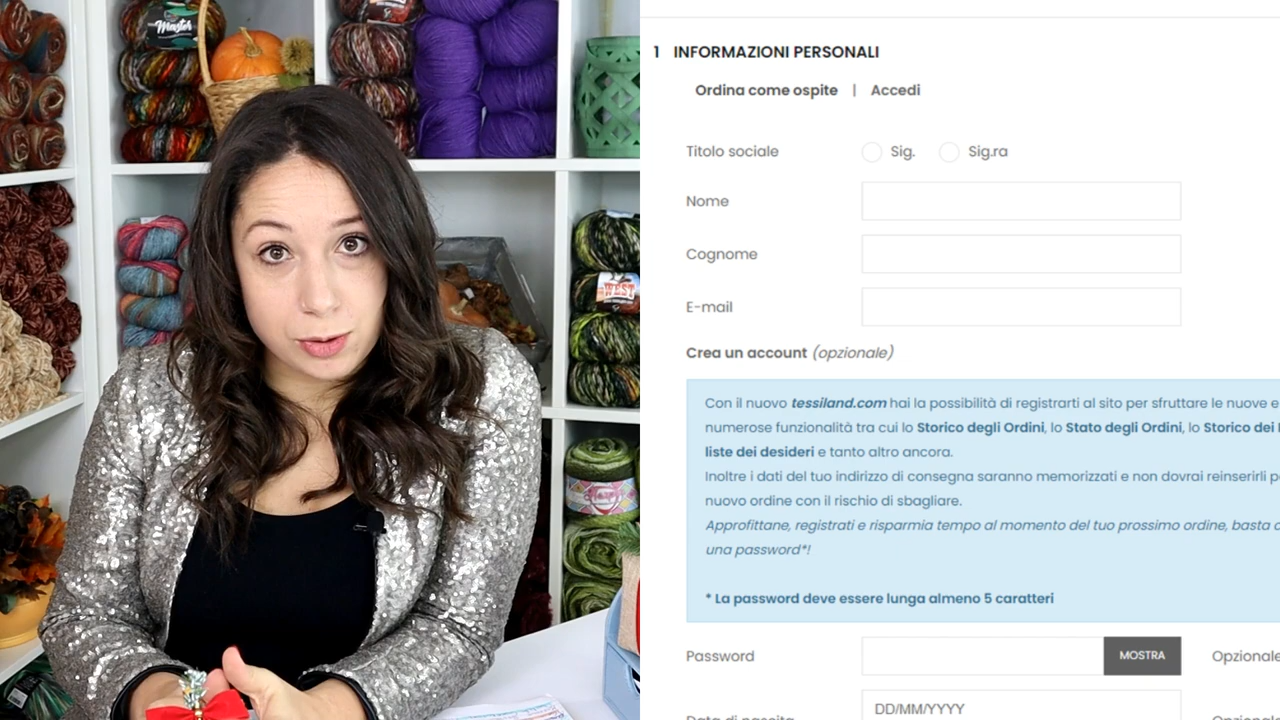 Master
WEST
1 INFORMAZIONI PERSONALI
Ordina come ospite | Accedi
Titolo sociale Sig. Sig.ra
Nome
Cognome
E-mail
Crea un account (opzionale)
Con il nuovo tessiland.com hai la possibilità di registrarti al sito per sfruttare le nuove e
numerose funzionalità tra cui lo Storico degli Ordini, lo Stato degli Ordini, lo Storico dei
liste dei desideri e tanto altro ancora.
Inoltre i dati del tuo indirizzo di consegna saranno memorizzati e non dovrai reinserirli
nuovo ordine con il rischio di sbagliare.
Approfittane, registrati e risparmia tempo al momento del tuo prossimo ordine, basta
una password*!
* La password deve essere lunga almeno 5 caratteri
Password MOSTRA Opzionale
Data di nascita DD/MM/YYYY Opzionale